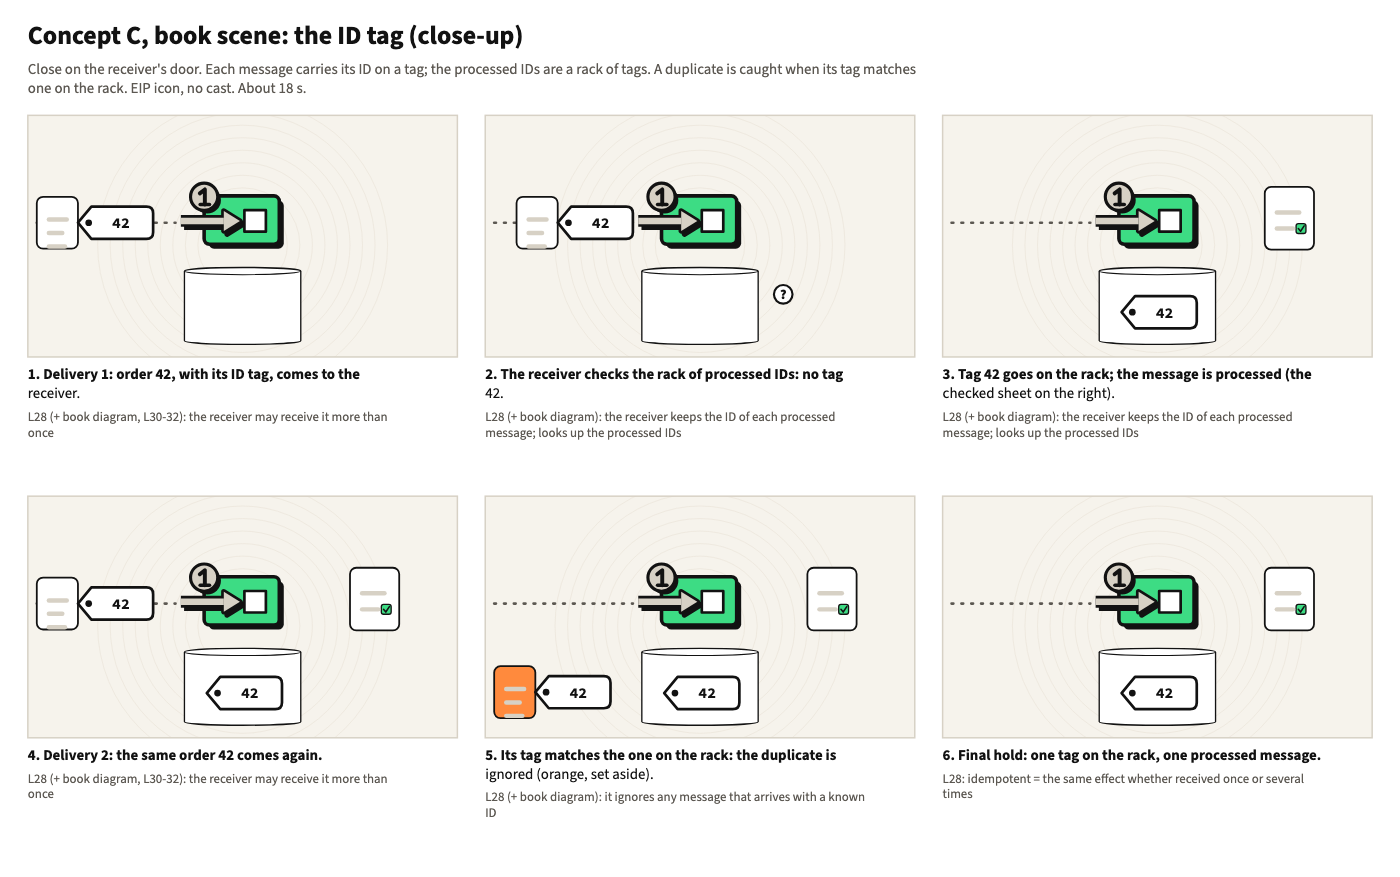 Concept C, book scene: the ID tag (close-up)
Close on the receiver's door. Each message carries its ID on a tag; the processed IDs are a rack of tags. A duplicate is caught when its tag matches
one on the rack. EIP icon, no cast. About 18 s.
1
42
1. Delivery 1: order 42, with its ID tag, comes to the
receiver.
L28 (+ book diagram, L30-32): the receiver may receive it more than
once
1
42
?
2. The receiver checks the rack of processed IDs: no tag
42.
L28 (+ book diagram): the receiver keeps the ID of each processed
message; looks up the processed IDs
1
42
3. Tag 42 goes on the rack; the message is processed (the
checked sheet on the right).
L28 (+ book diagram): the receiver keeps the ID of each processed
message; looks up the processed IDs
1
42
42
4. Delivery 2: the same order 42 comes again.
L28 (+ book diagram, L30-32): the receiver may receive it more than
once
1
42
42
5. Its tag matches the one on the rack: the duplicate is
ignored (orange, set aside).
L28 (+ book diagram): it ignores any message that arrives with a known
ID
1
42
6. Final hold: one tag on the rack, one processed message.
L28: idempotent = the same effect whether received once or several
times